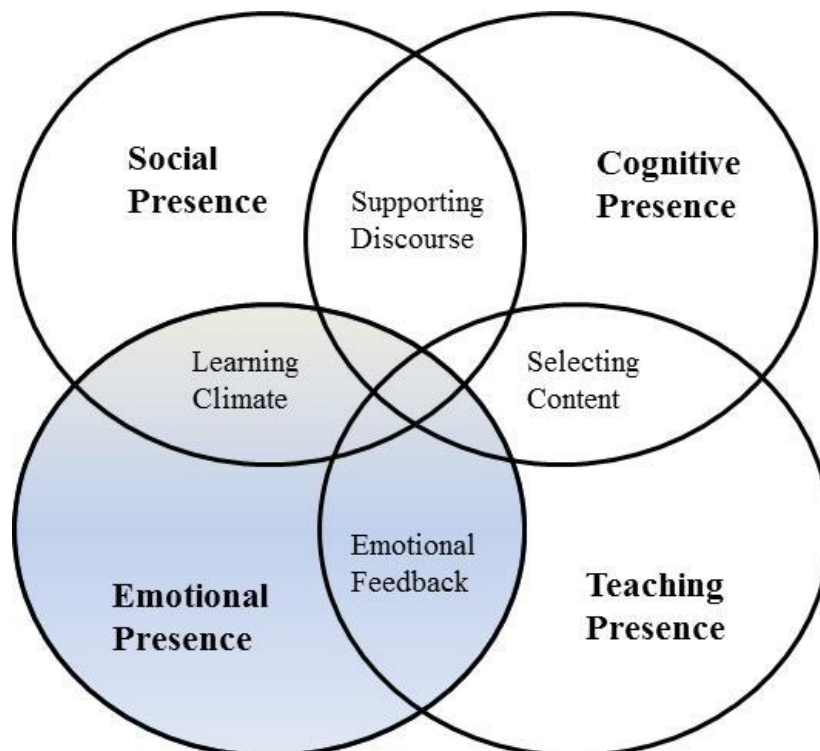 Social
Presence
Cognitive
Presence
Supporting
Discourse
Learning
Climate
Selecting
Content
Emotional
Feedback
Emotional
Presence
Teaching
Presence